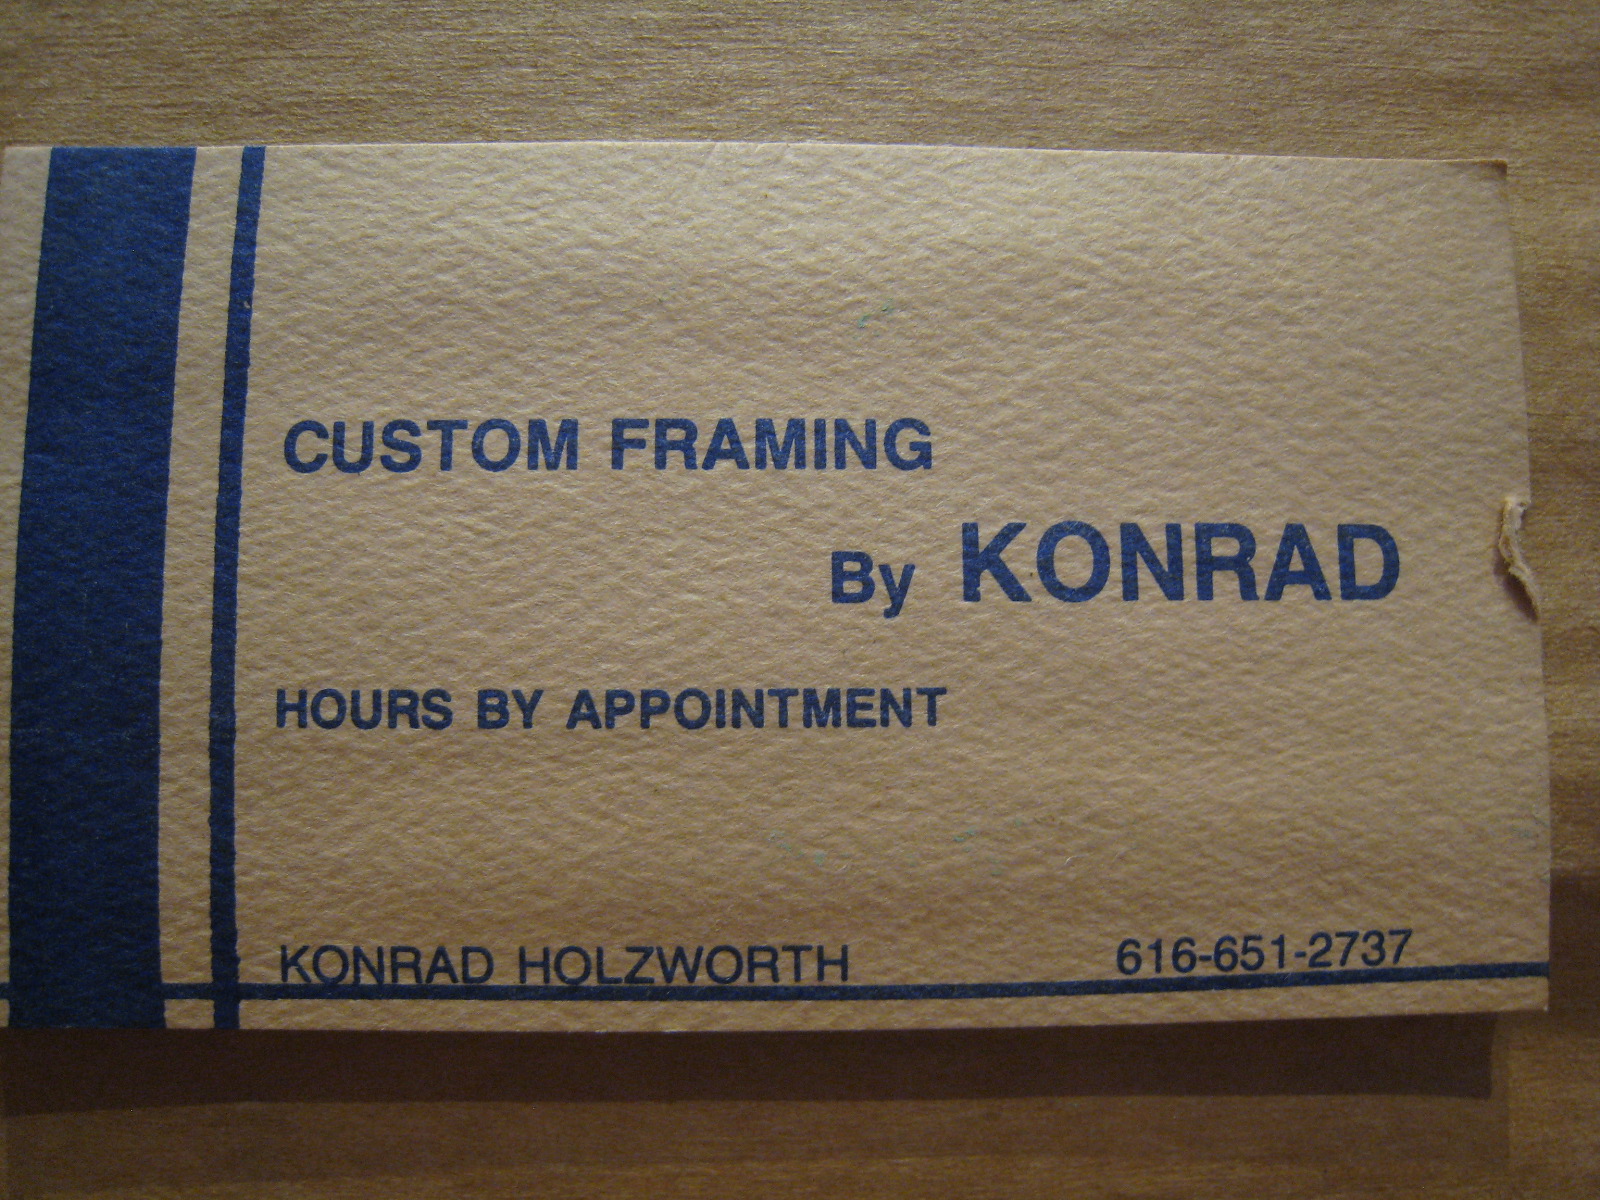 CUSTOM FRAMING
By KONRAD
HOURS BY APPOINTMENT
KONRAD HOLZWORTH 616-651-2737